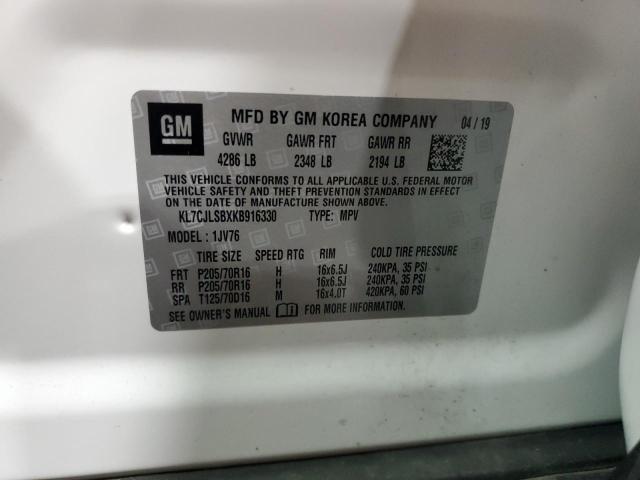 GM
MFD BY GM KOREA COMPANY 04 / 19
GVWR GAWR FRT GAWR RR
4286 LB 2348 LB 2194 LB
THIS VEHICLE CONFORMS TO ALL APPLICABLE U.S. FEDERAL MOTOR
VEHICLE SAFETY AND THEFT PREVENTION STANDARDS IN EFFECT
ON THE DATE OF MANUFACTURE SHOWN ABOVE.
KL7CJLSBXKB916330 TYPE: MPV
MODEL : 1JV76
TIRE SIZE SPEED RTG RIM COLD TIRE PRESSURE
FRT P205/70R16 H 16x6.5J 240KPA, 35 PSI
RR P205/70R16 H 16x6.5J 240KPA, 35 PSI
SPA T125/70D16 M 16x4.0T 420KPA, 60 PSI
SEE OWNER'S MANUAL FOR MORE INFORMATION.